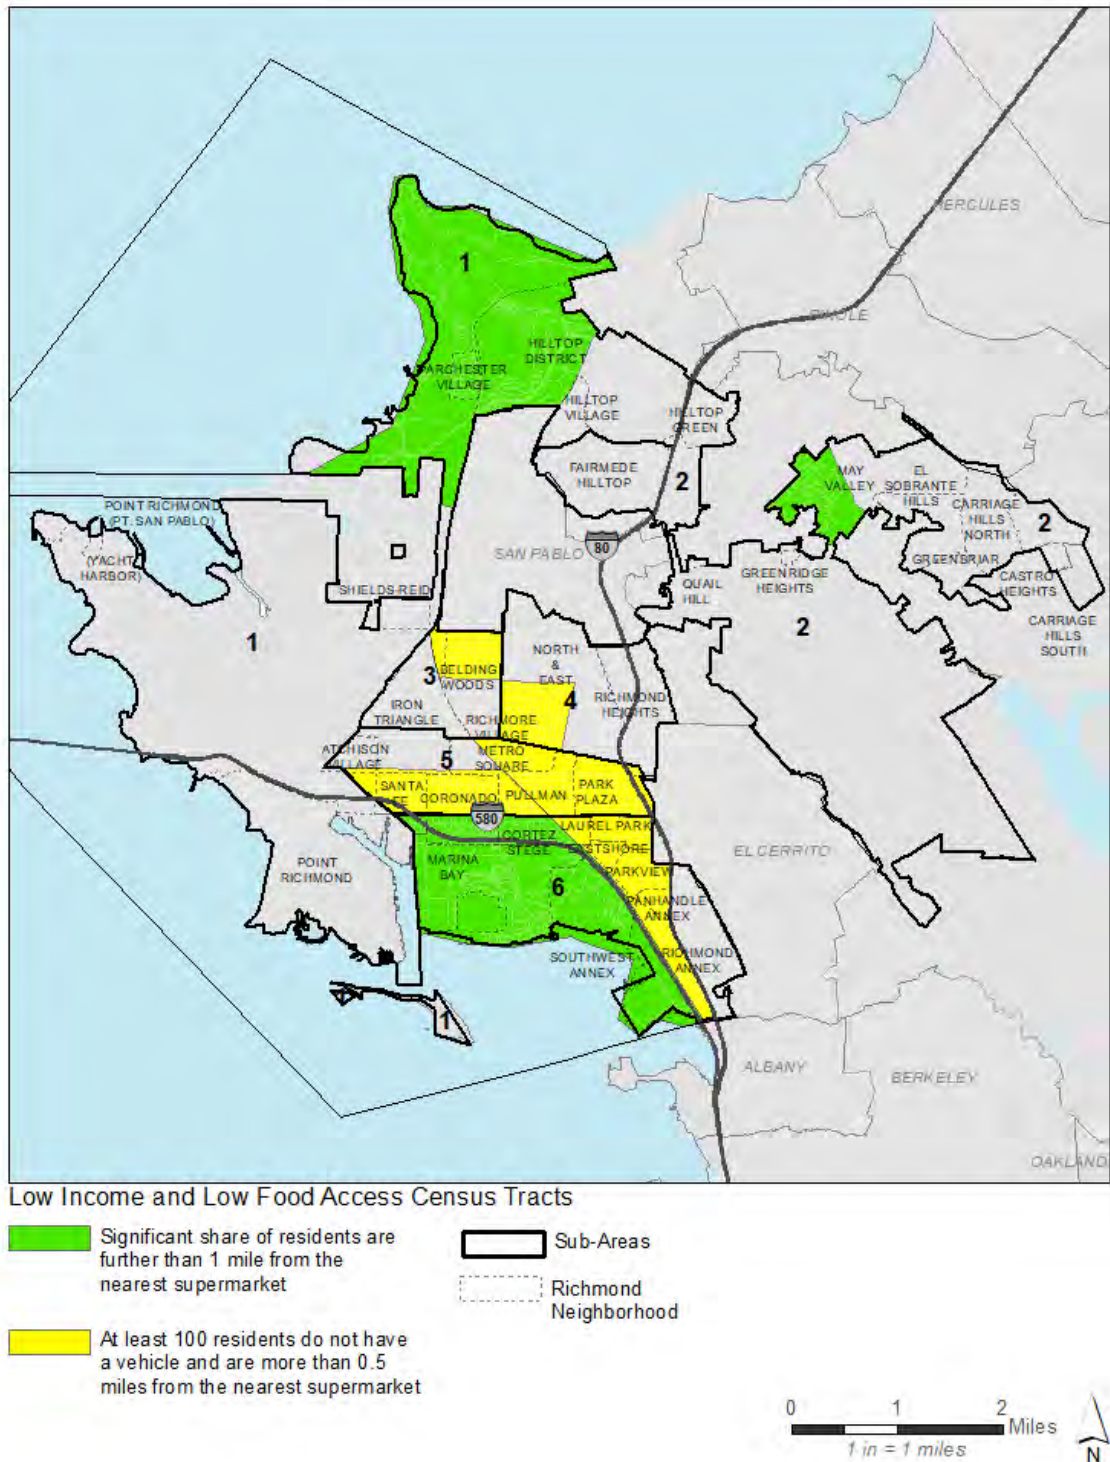 HERCULES
1
PINOLE
HILLTOP
DISTRICT
PARCHESTER
VILLAGE
HILLTOP
VILLAGE
HILLTOP
GREEN
FAIRMEDE
HILLTOP
2
MAY
VALLEY
EL
SOBRANTE
HILLS
CARRIAGE
HILLS
NORTH
2
POINT RICHMOND
(PT. SAN PABLO)
(YACHT
HARBOR)
SAN PABLO
80
GREENBRIAR
QUAIL
HILL
GREENRIDGE
HEIGHTS
CASTRO
HEIGHTS
SHIELDS-REID
CARRIAGE
HILLS
SOUTH
1
2
NORTH
&
EAST
3
BELDING
WOODS
4
RICHMOND
HEIGHTS
IRON
TRIANGLE
RICHMORE
VILLAGE
ATCHISON
VILLAGE
5
METRO
SQUARE
SANTA
FE
CORONADO
PULLMAN
PARK
PLAZA
580
LAUREL PARK
CORTEZ
STEGE
EASTSHORE
EL CERRITO
POINT
RICHMOND
MARINA
BAY
PARKVIEW
6
PANHANDLE
ANNEX
SOUTHWEST
ANNEX
RICHMOND
ANNEX
1
1
ALBANY
BERKELEY
OAKLAND
Low Income and Low Food Access Census Tracts
Significant share of residents are
further than 1 mile from the
nearest supermarket
At least 100 residents do not have
a vehicle and are more than 0.5
miles from the nearest supermarket
Sub-Areas
Richmond
Neighborhood
0 1 2
Miles
1 in = 1 miles
N